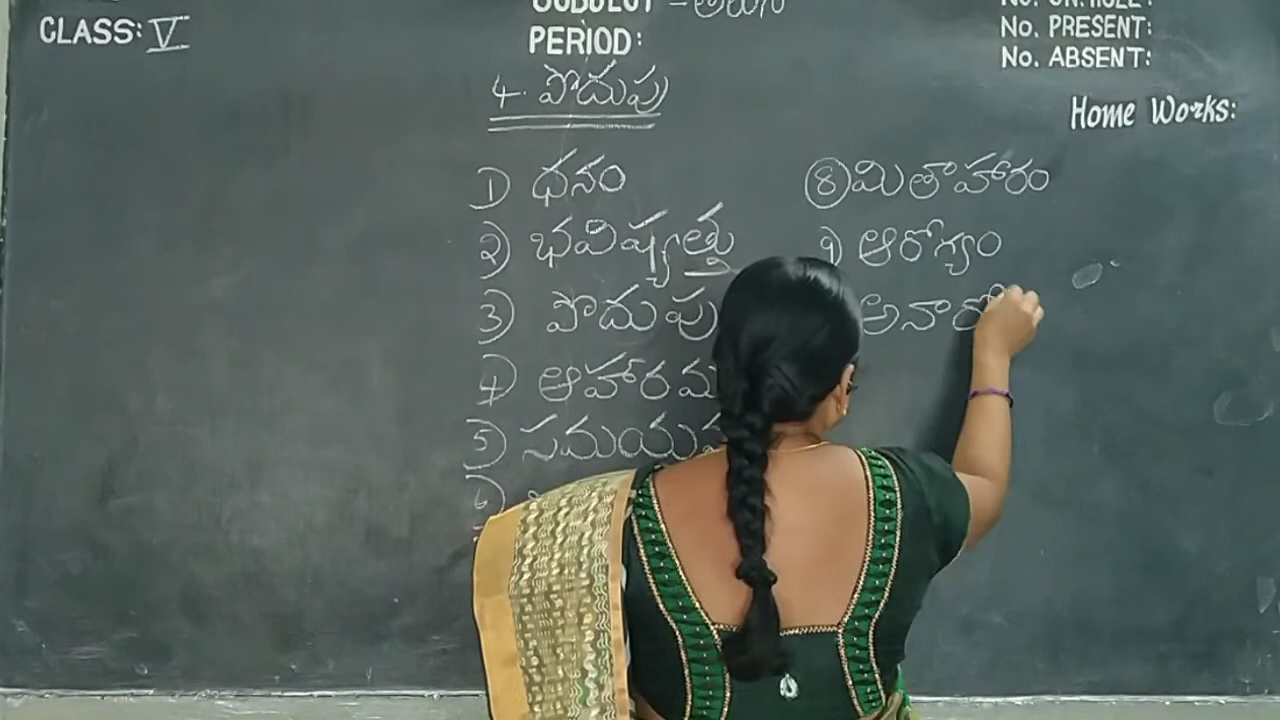 CLASS: V
SUBJECT - తెలుగు
PERIOD:
No. ON. ROLL:
No. PRESENT:
No. ABSENT:
Home Works:
4. పొదుపు
1) ధనం
2) భవిష్యత్తు
3) పొదుపు
4) ఆహారమ
5) సమయ
6)
8) మితాహారం
9) ఆరోగ్యం
అనారో